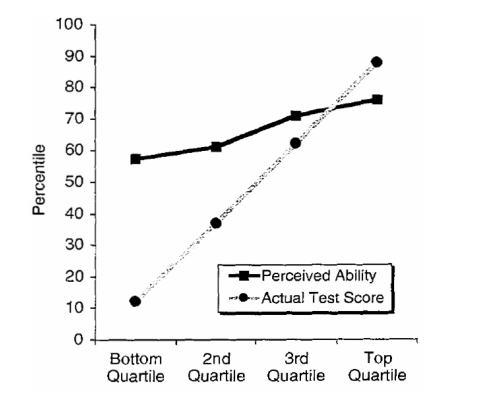 100
90
80
70
60
50
40
30
20
10
0
Percentile
Perceived Ability
Actual Test Score
Bottom Quartile
2nd Quartile
3rd Quartile
Top Quartile